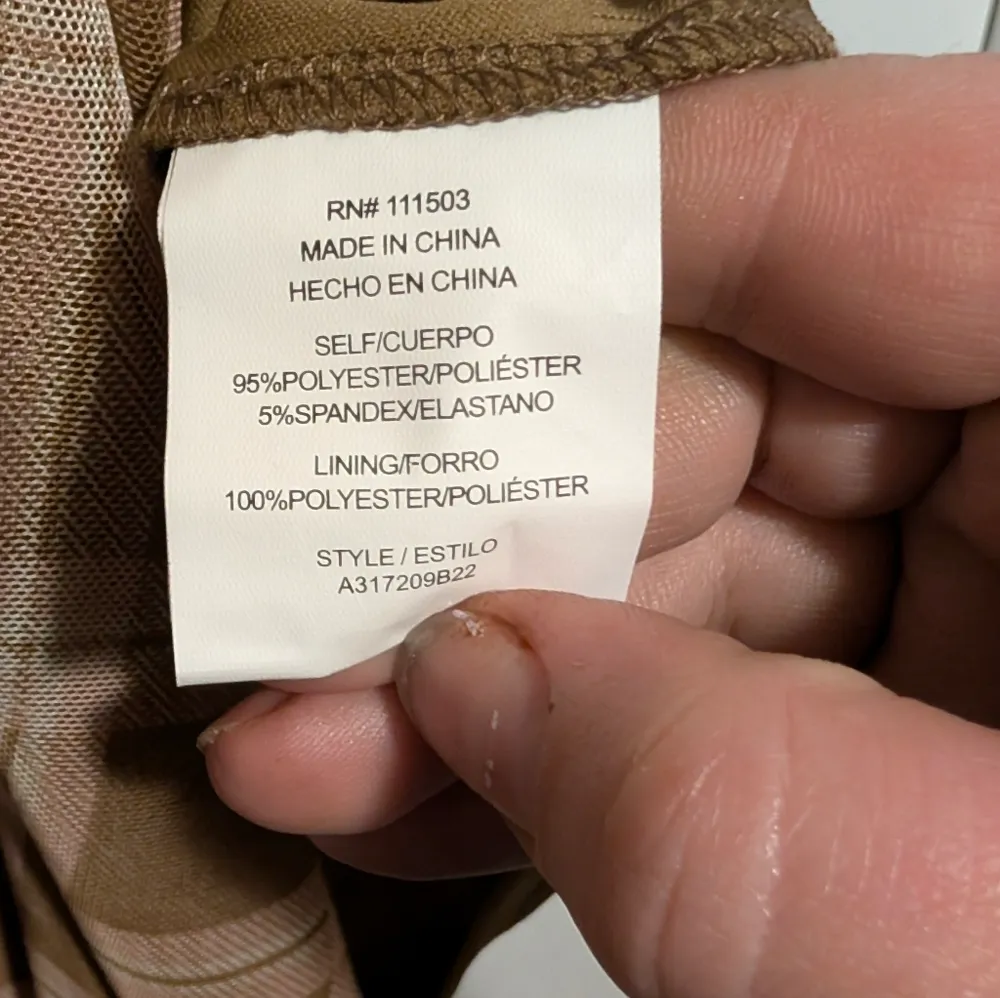 RN# 111503
MADE IN CHINA
HECHO EN CHINA
SELF/CUERPO
95%POLYESTER/POLIÉSTER
5%SPANDEX/ELASTANO
LINING/FORRO
100%POLYESTER/POLIÉSTER
STYLE / ESTILO
A317209B22